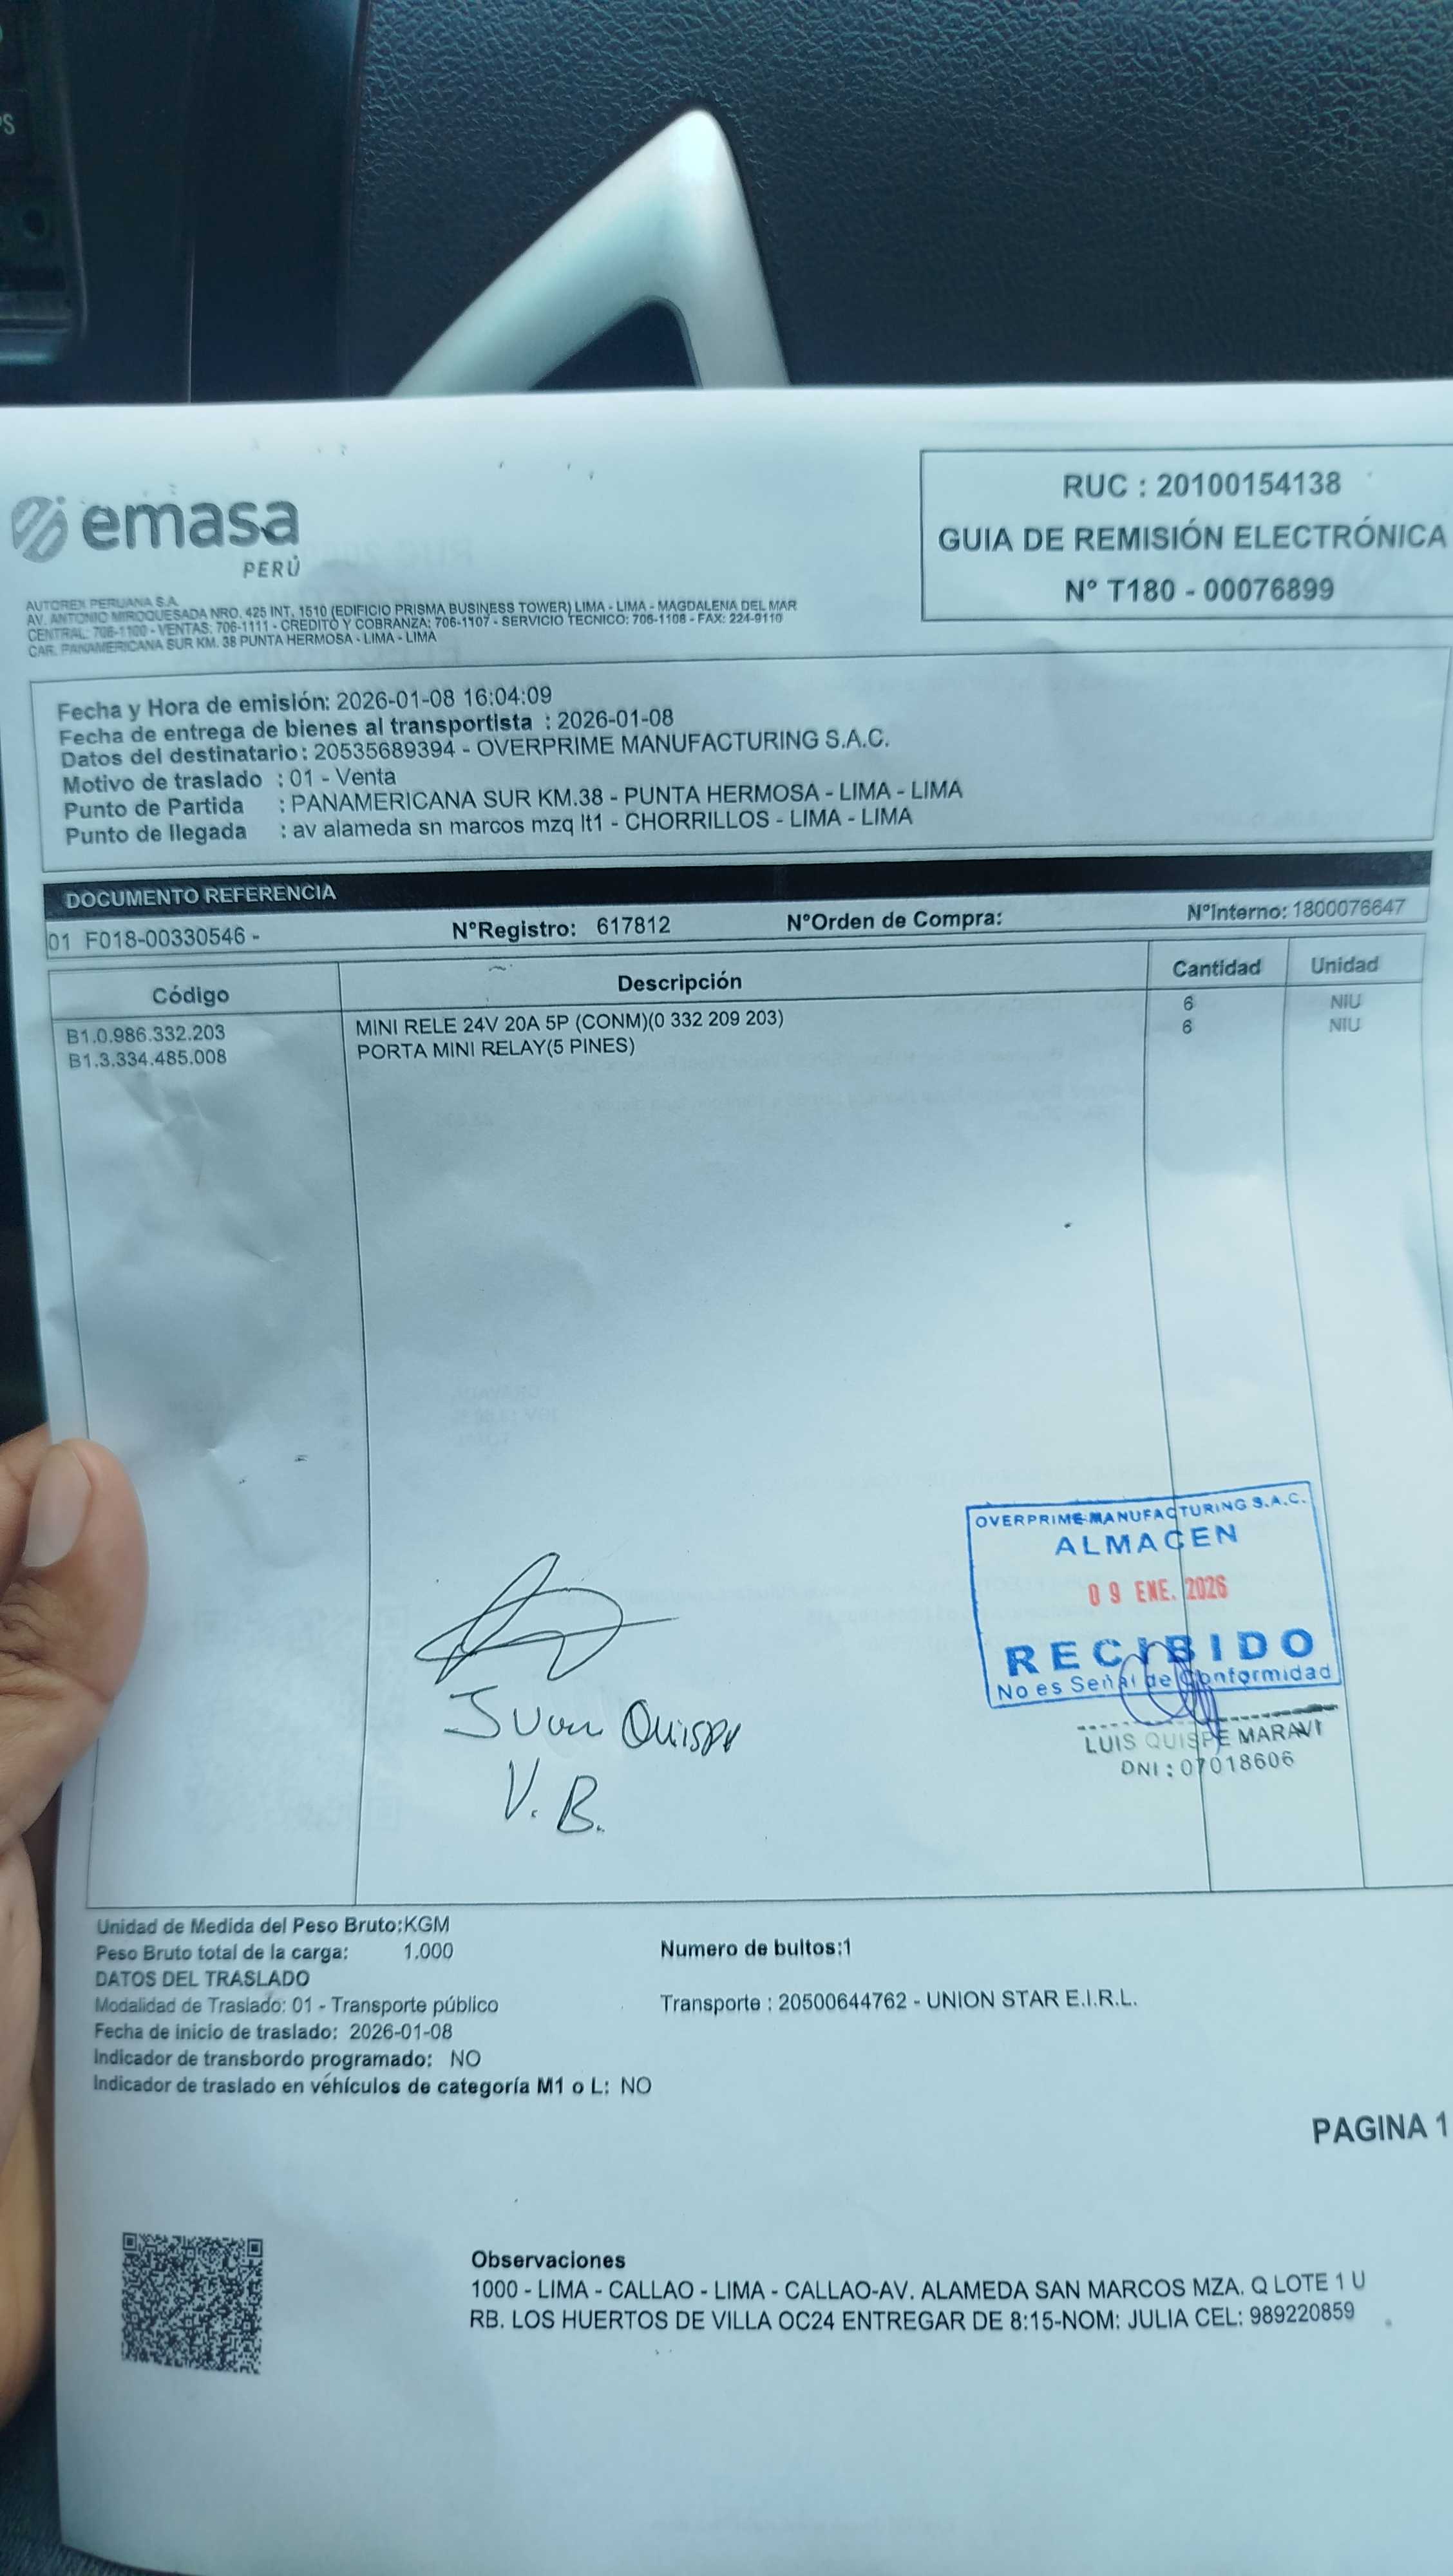 PS
emasa
PERÚ
RUC : 20100154138
GUIA DE REMISIÓN ELECTRÓNICA
N° T180 - 00076899
AUTOREX PERUANA S.A.
AV. ANTONIO MIROQUESADA NRO. 425 INT. 1510 (EDIFICIO PRISMA BUSINESS TOWER) LIMA - LIMA - MAGDALENA DEL MAR
CENTRAL: 706-1100 - VENTAS: 706-1111 - CREDITO Y COBRANZA: 706-1107 - SERVICIO TECNICO: 706-1108 - FAX: 224-9110
CAR. PANAMERICANA SUR KM. 38 PUNTA HERMOSA - LIMA - LIMA
Fecha y Hora de emisión: 2026-01-08 16:04:09
Fecha de entrega de bienes al transportista : 2026-01-08
Datos del destinatario : 20535689394 - OVERPRIME MANUFACTURING S.A.C.
Motivo de traslado : 01 - Venta
Punto de Partida : PANAMERICANA SUR KM.38 - PUNTA HERMOSA - LIMA - LIMA
Punto de llegada : av alameda sn marcos mzq lt1 - CHORRILLOS - LIMA - LIMA
DOCUMENTO REFERENCIA
01 F018-00330546 - N°Registro: 617812 N°Orden de Compra: N°Interno: 1800076647
Código Descripción Cantidad Unidad
B1.0.986.332.203 MINI RELE 24V 20A 5P (CONM)(0 332 209 203) 6 NIU
B1.3.334.485.008 PORTA MINI RELAY(5 PINES) 6 NIU
OVERPRIME MANUFACTURING S.A.C.
ALMACEN
09 ENE. 2026
RECIBIDO
No es Señal de Conformidad
LUIS QUISPE MARAVI
DNI : 07018606
Juan Quispe
V. B.
Unidad de Medida del Peso Bruto:KGM
Peso Bruto total de la carga: 1.000 Numero de bultos:1
DATOS DEL TRASLADO
Modalidad de Traslado: 01 - Transporte público Transporte : 20500644762 - UNION STAR E.I.R.L.
Fecha de inicio de traslado: 2026-01-08
Indicador de transbordo programado: NO
Indicador de traslado en vehículos de categoría M1 o L: NO
PAGINA 1
Observaciones
1000 - LIMA - CALLAO - LIMA - CALLAO-AV. ALAMEDA SAN MARCOS MZA. Q LOTE 1 U
RB. LOS HUERTOS DE VILLA OC24 ENTREGAR DE 8:15-NOM: JULIA CEL: 989220859